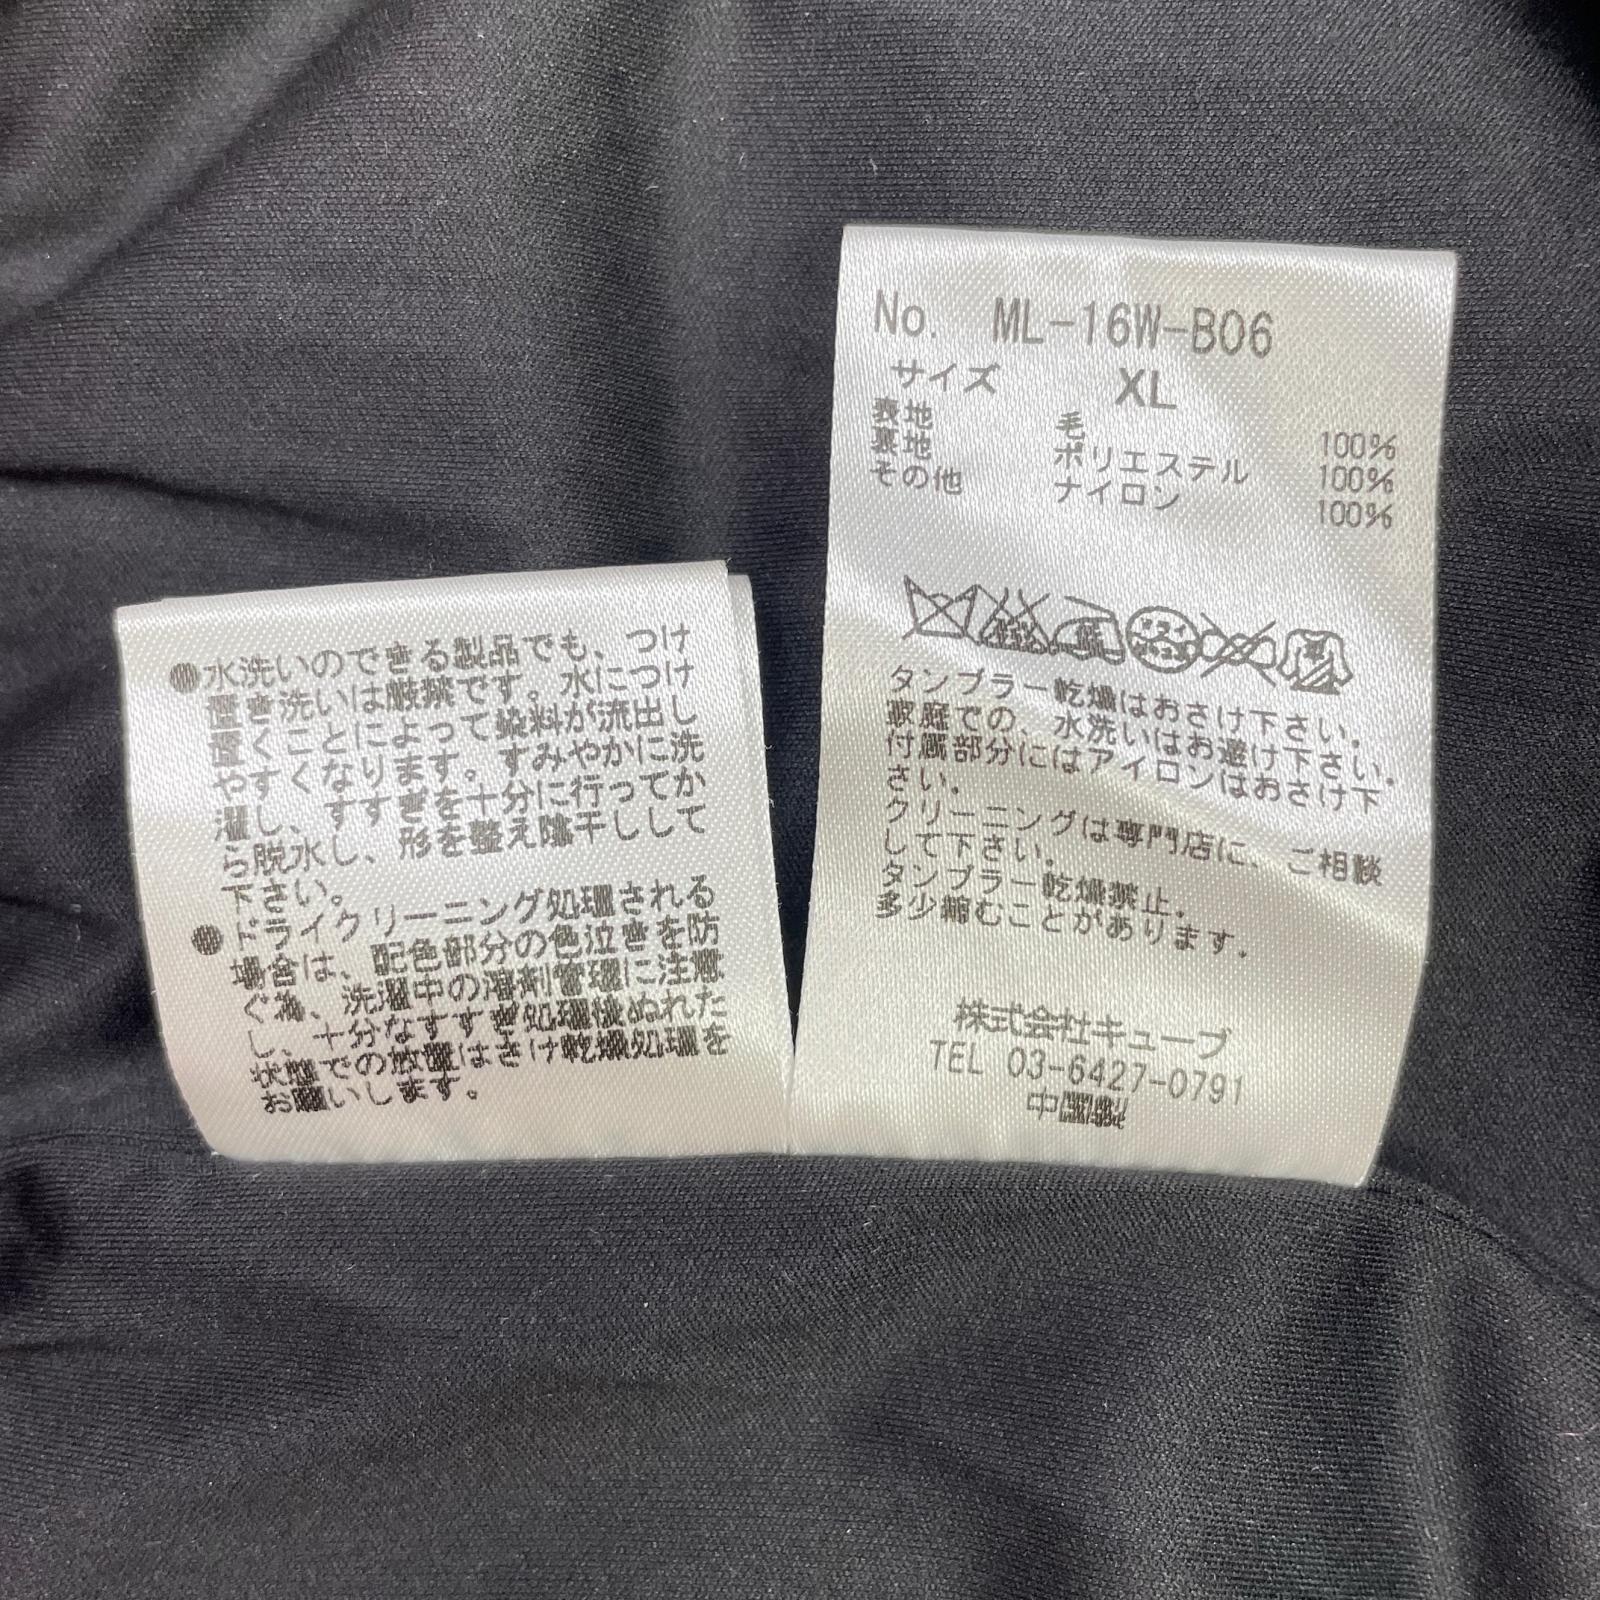 ●水洗いのできる製品でも、つけ
置き洗いは厳禁です。水につけ
置くことによって染料が流出し
やすくなります。すみやかに洗
濯し、すすぎを十分に行ってか
ら脱水し、形を整え陰干しして
下さい。
●ドライクリーニング処理される
場合は、配色部分の色泣きを防
ぐ為、洗濯中の溶剤管理に注意
し、十分なすすぎ処理後ぬれた
状態での放置はさけ乾燥処理を
お願いします。
No. ML-16W-B06
サイズ XL
表地 毛 100%
裏地 ポリエステル 100%
その他 ナイロン 100%
タンブラー乾燥はおさけ下さい.
家庭での、水洗いはお避け下さい.
付属部分にはアイロンはおさけ下
さい.
クリーニングは専門店に、ご相談
して下さい.
タンブラー乾燥禁止.
多少縮むことがあります.
株式会社キューブ
TEL 03-6427-0791
中国製